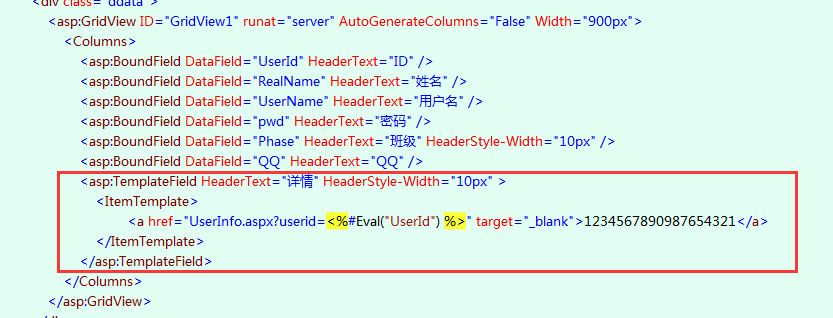 <div class="ddata">
<asp:GridView ID="GridView1" runat="server" AutoGenerateColumns="False" Width="900px">
<Columns>
<asp:BoundField DataField="UserId" HeaderText="ID" />
<asp:BoundField DataField="RealName" HeaderText="姓名" />
<asp:BoundField DataField="UserName" HeaderText="用户名" />
<asp:BoundField DataField="pwd" HeaderText="密码" />
<asp:BoundField DataField="Phase" HeaderText="班级" HeaderStyle-Width="10px" />
<asp:BoundField DataField="QQ" HeaderText="QQ" />
<asp:TemplateField HeaderText="详情" HeaderStyle-Width="10px" >
<ItemTemplate>
<a href="UserInfo.aspx?userid=<%#Eval("UserId") %>" target="_blank">1234567890987654321</a>
</ItemTemplate>
</asp:TemplateField>
</Columns>
</asp:GridView>